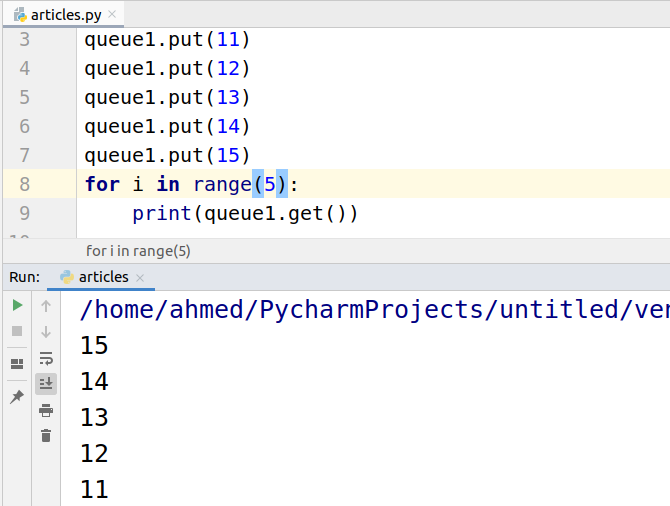 articles.py
3 queue1.put(11)
4 queue1.put(12)
5 queue1.put(13)
6 queue1.put(14)
7 queue1.put(15)
8 for i in range(5):
9     print(queue1.get())
10
for i in range(5)
Run: articles
/home/ahmed/PycharmProjects/untitled/ver
15
14
13
12
11